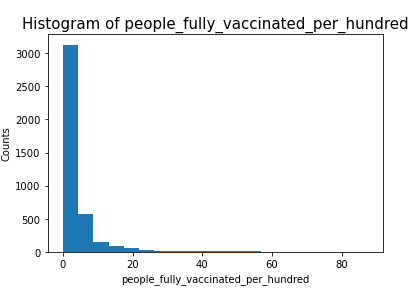 Histogram of people_fully_vaccinated_per_hundred
3000
2500
2000
1500
1000
500
0
Counts
0 20 40 60 80
people_fully_vaccinated_per_hundred